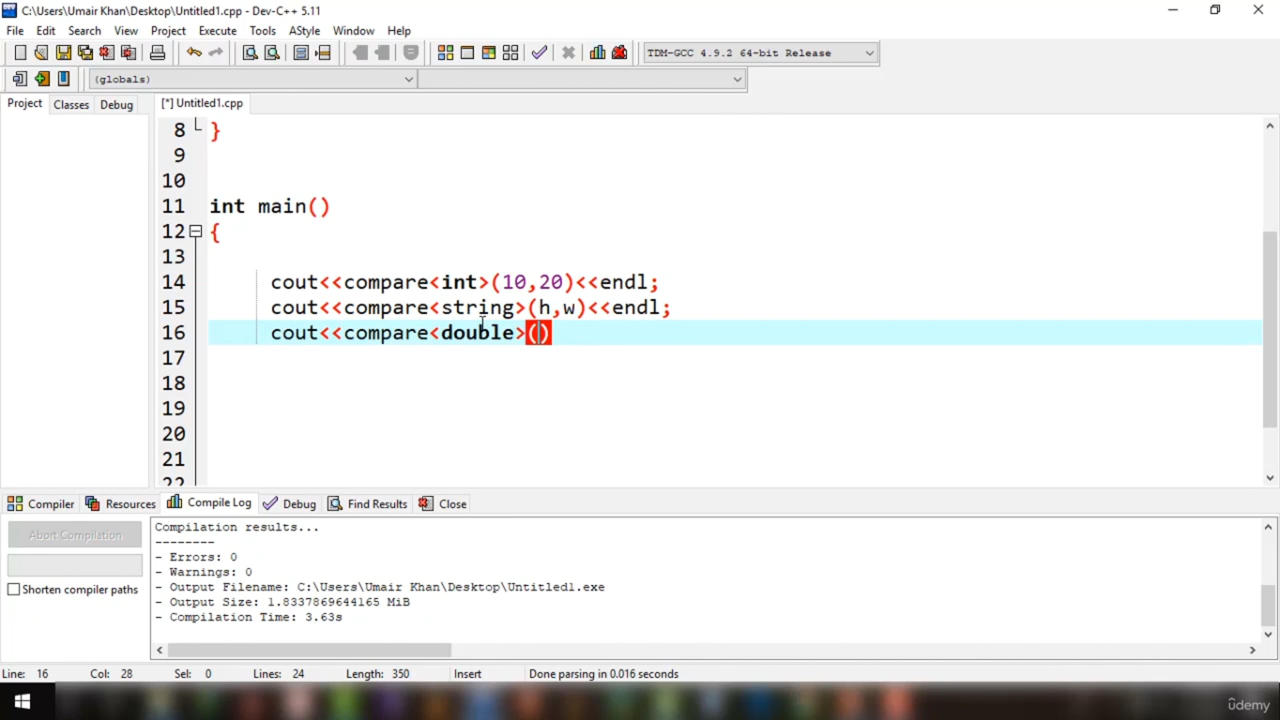 C:\Users\Umair Khan\Desktop\Untitled1.cpp - Dev-C++ 5.11
File Edit Search View Project Execute Tools AStyle Window Help
TDM-GCC 4.9.2 64-bit Release
(globals)
Project Classes Debug [*] Untitled1.cpp
8 }
9
10
11 int main()
12 {
13
14 cout<<compare<int>(10,20)<<endl;
15 cout<<compare<string>(h,w)<<endl;
16 cout<<compare<double>()
17
18
19
20
21
22
Compiler Resources Compile Log Debug Find Results Close
Abort Compilation
Shorten compiler paths
Compilation results...
--------
- Errors: 0
- Warnings: 0
- Output Filename: C:\Users\Umair Khan\Desktop\Untitled1.exe
- Output Size: 1.8337869644165 MiB
- Compilation Time: 3.63s
Line: 16 Col: 28 Sel: 0 Lines: 24 Length: 350 Insert Done parsing in 0.016 seconds
ûdemy